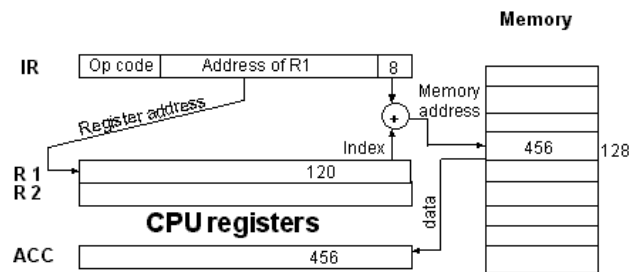 Memory
IR
Op code
Address of R1
8
Register address
Memory
address
+
Index
R 1
120
456
128
R 2
CPU registers
data
ACC
456